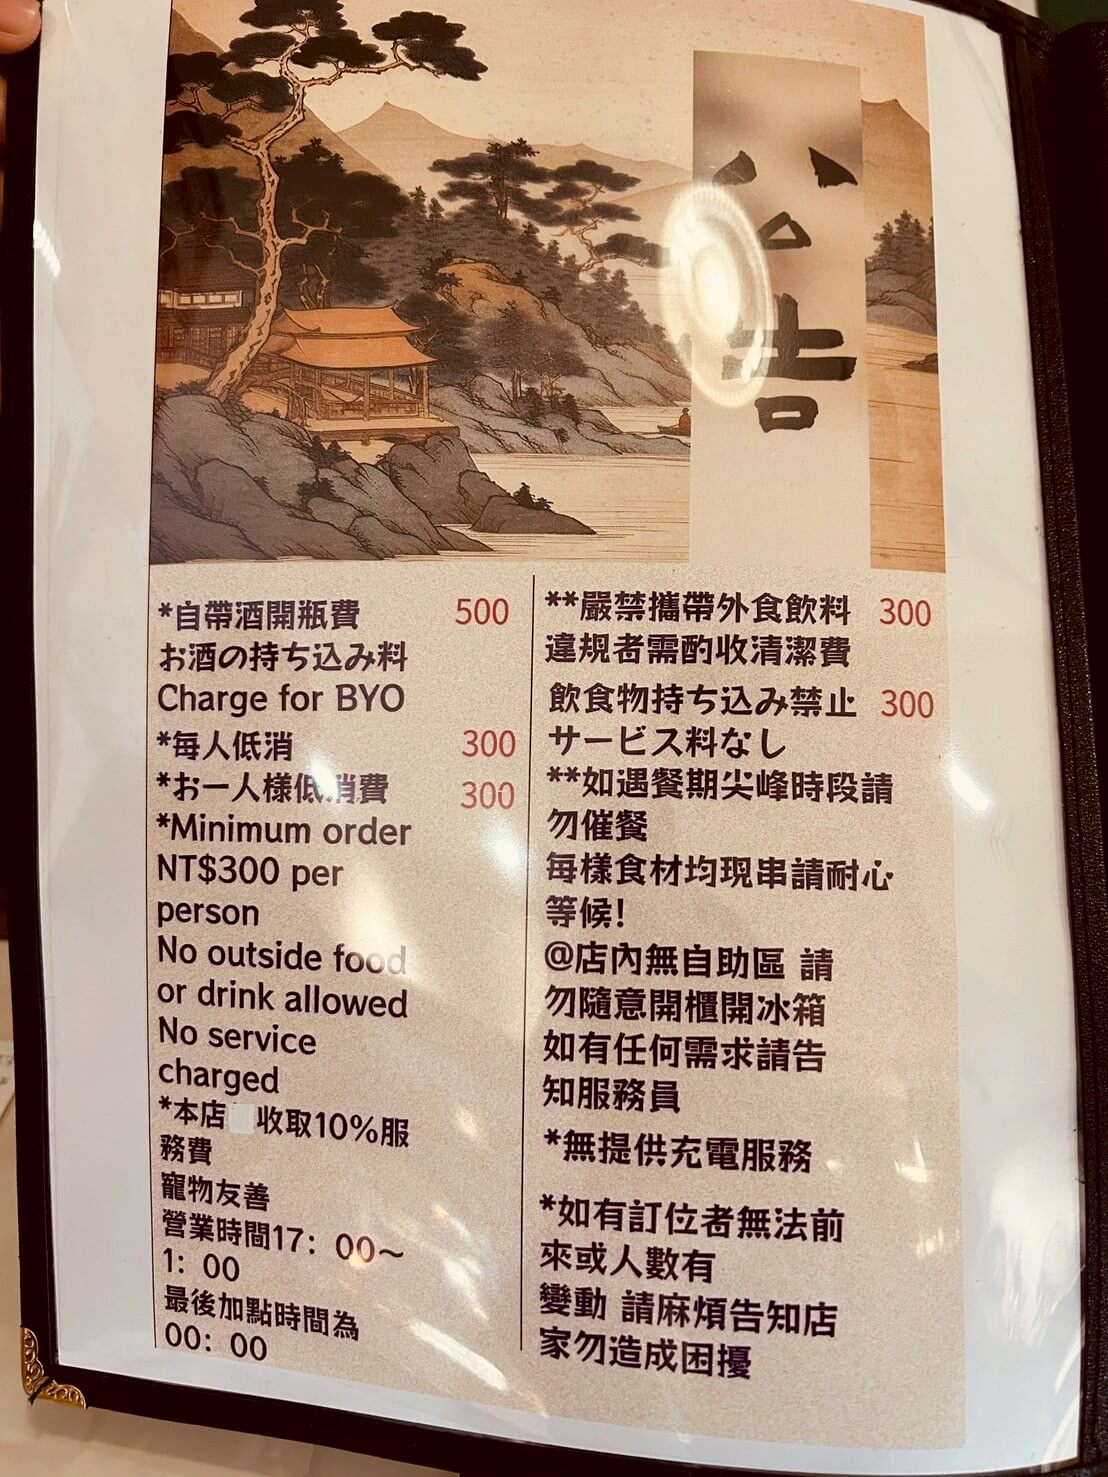 公告
*自帶酒開瓶費 500
お酒の持ち込み料
Charge for BYO
*每人低消 300
*お一人様低消費 300
*Minimum order
NT$300 per
person
No outside food
or drink allowed
No service
charged
*本店 收取10%服
務費
寵物友善
營業時間17：00～
1：00
最後加點時間為
00：00
**嚴禁攜帶外食飲料 300
違規者需酌收清潔費
飲食物持ち込み禁止 300
サービス料なし
**如遇餐期尖峰時段請
勿催餐
每樣食材均現串請耐心
等候!
@店內無自助區 請
勿隨意開櫃開冰箱
如有任何需求請告
知服務員
*無提供充電服務
*如有訂位者無法前
來或人數有
變動 請麻煩告知店
家勿造成困擾